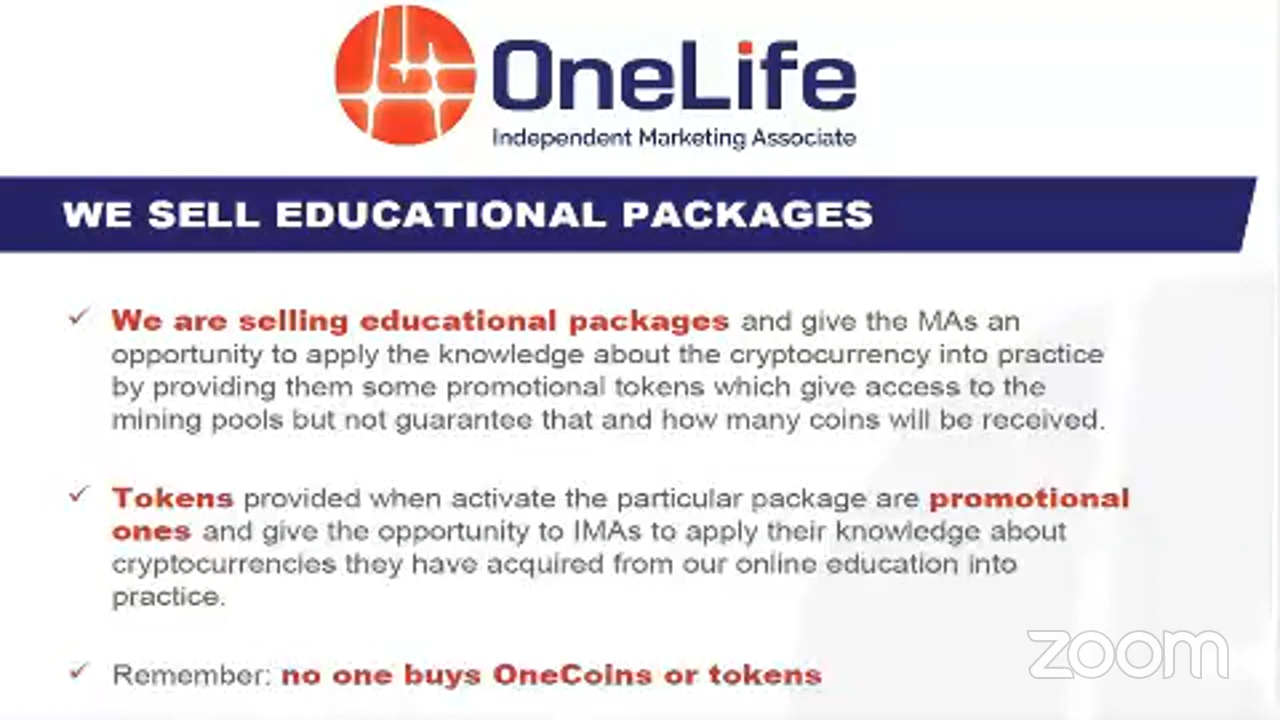 OneLife
Independent Marketing Associate
WE SELL EDUCATIONAL PACKAGES
We are selling educational packages and give the MAs an
opportunity to apply the knowledge about the cryptocurrency into practice
by providing them some promotional tokens which give access to the
mining pools but not guarantee that and how many coins will be received.
Tokens provided when activate the particular package are promotional
ones and give the opportunity to IMAs to apply their knowledge about
cryptocurrencies they have acquired from our online education into
practice.
Remember: no one buys OneCoins or tokens
zoom